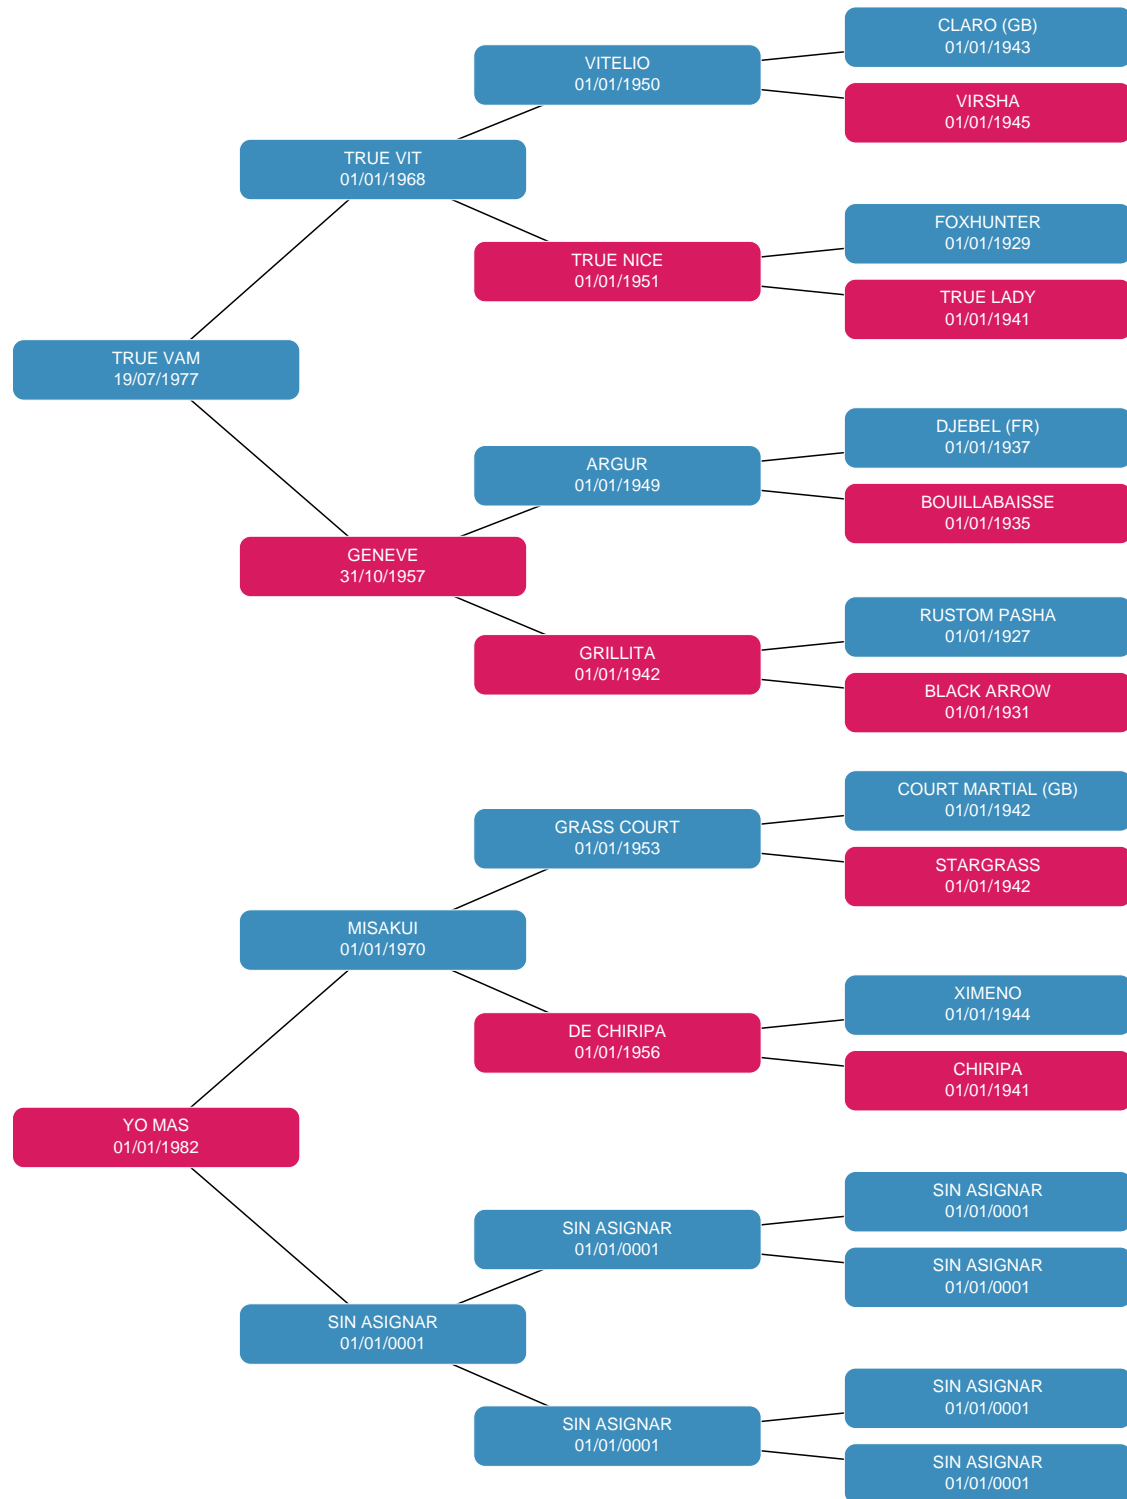 CLARO (GB)
01/01/1943
VITELIO
01/01/1950
VIRSHA
01/01/1945
TRUE VIT
01/01/1968
FOXHUNTER
01/01/1929
TRUE NICE
01/01/1951
TRUE LADY
01/01/1941
TRUE VAM
19/07/1977
DJEBEL (FR)
01/01/1937
ARGUR
01/01/1949
BOUILLABAISSE
01/01/1935
GENEVE
31/10/1957
RUSTOM PASHA
01/01/1927
GRILLITA
01/01/1942
BLACK ARROW
01/01/1931
COURT MARTIAL (GB)
01/01/1942
GRASS COURT
01/01/1953
STARGRASS
01/01/1942
MISAKUI
01/01/1970
XIMENO
01/01/1944
DE CHIRIPA
01/01/1956
CHIRIPA
01/01/1941
YO MAS
01/01/1982
SIN ASIGNAR
01/01/0001
SIN ASIGNAR
01/01/0001
SIN ASIGNAR
01/01/0001
SIN ASIGNAR
01/01/0001
SIN ASIGNAR
01/01/0001
SIN ASIGNAR
01/01/0001
SIN ASIGNAR
01/01/0001